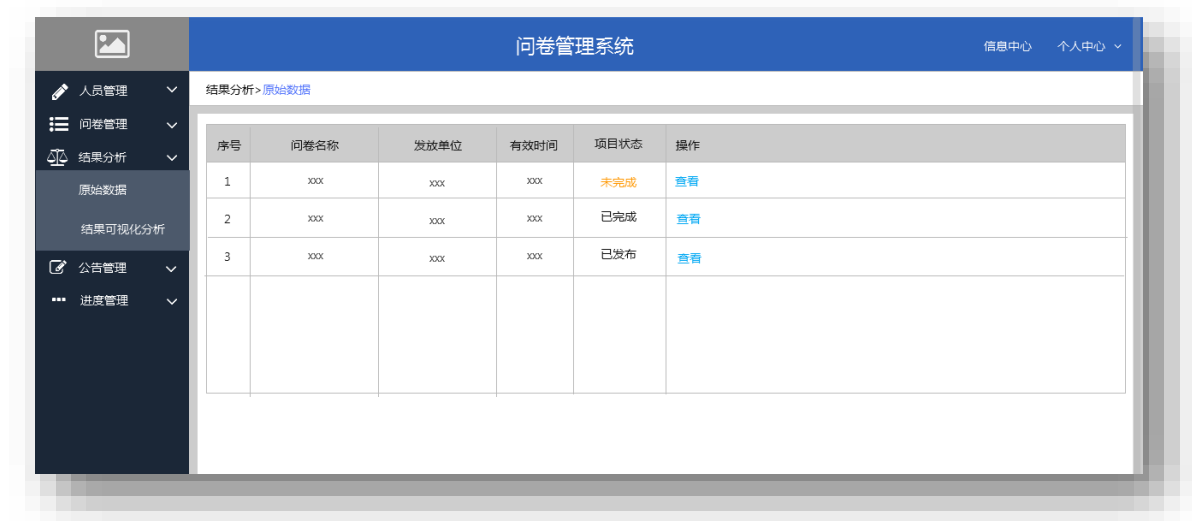 问卷管理系统
信息中心 个人中心
人员管理
问卷管理
结果分析
原始数据
结果可视化分析
公告管理
进度管理
结果分析>原始数据
序号 问卷名称 发放单位 有效时间 项目状态 操作
1 xxx xxx xxx 未完成 查看
2 xxx xxx xxx 已完成 查看
3 xxx xxx xxx 已发布 查看